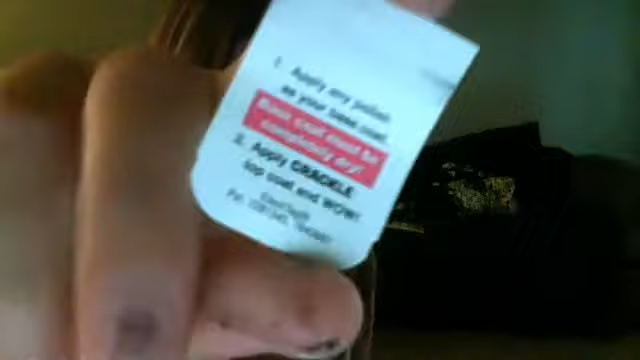 1. Apply any polish
as your base coat.
Base coat must be
completely dry!
2. Apply CRACKLE
top coat and WOW!
Pat.